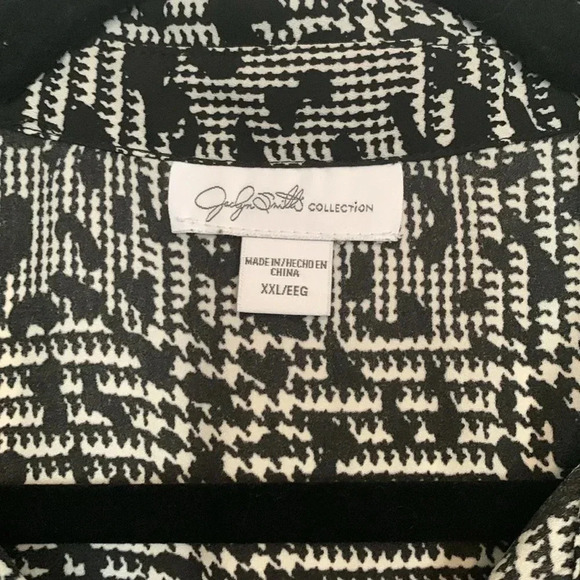 Jaclyn Smith COLLECTION
MADE IN/HECHO EN
CHINA
XXL/EEG